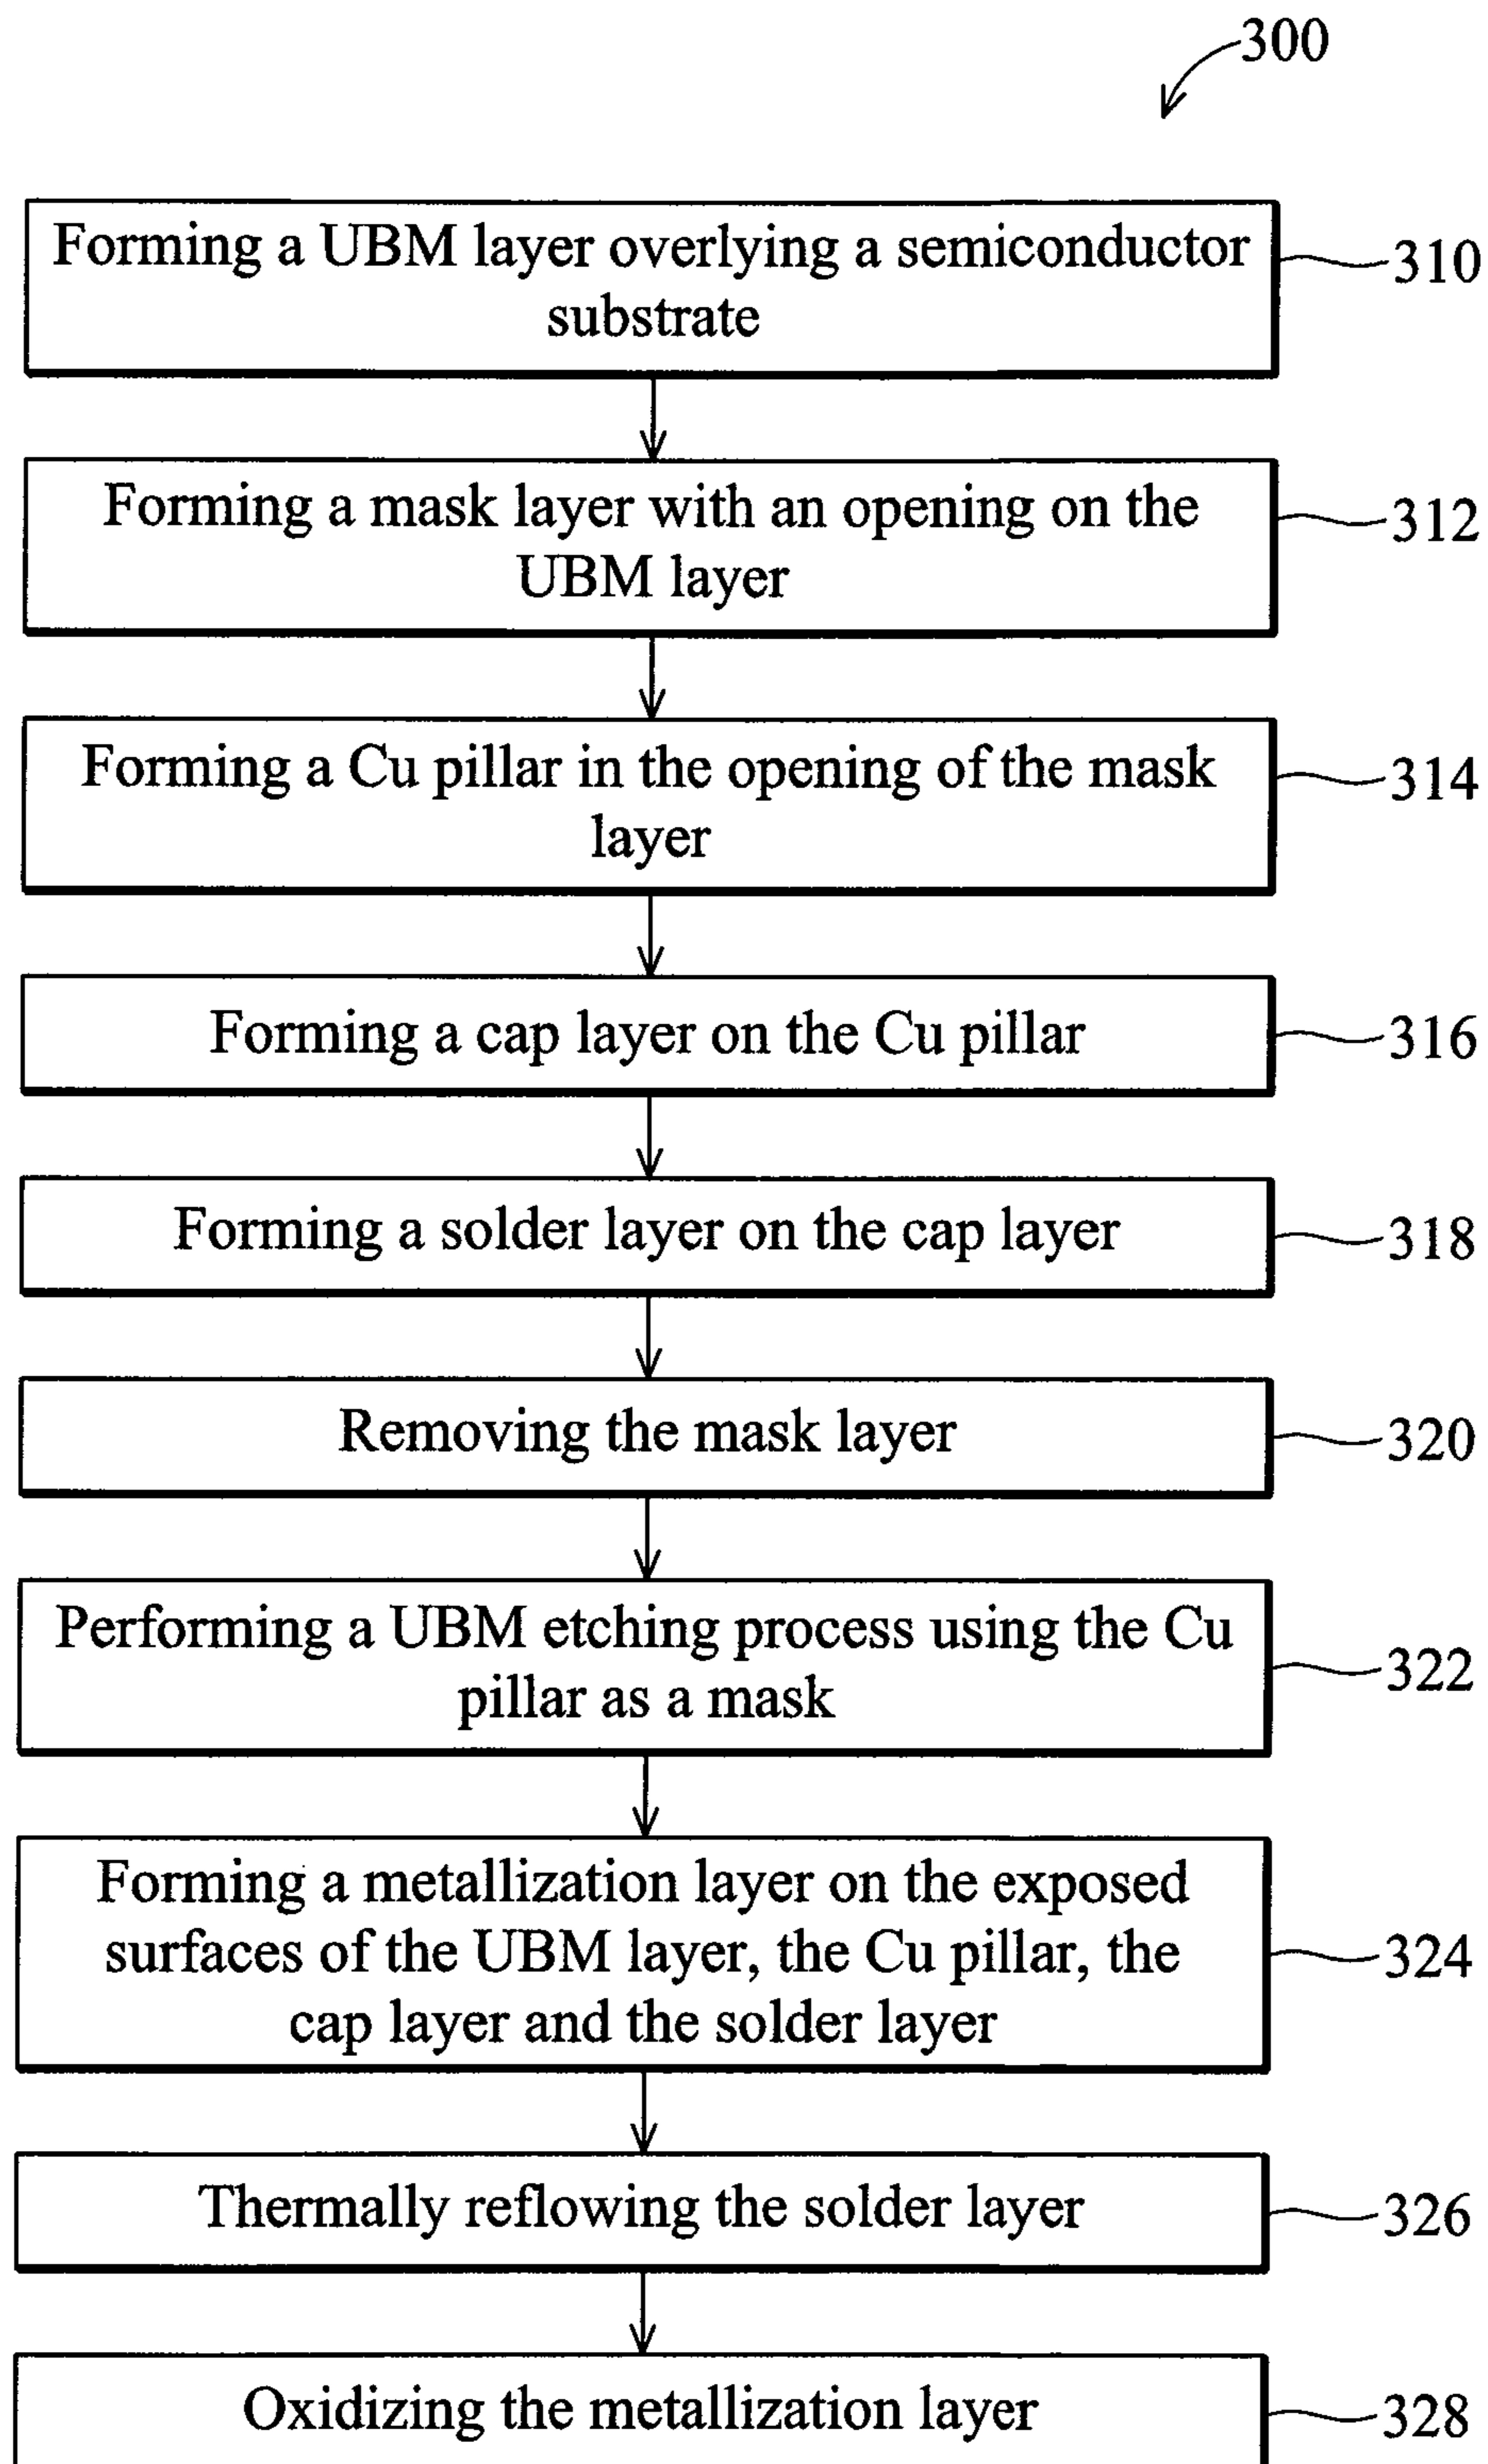 300
Forming a UBM layer overlying a semiconductor
substrate
310
Forming a mask layer with an opening on the
UBM layer
312
Forming a Cu pillar in the opening of the mask
layer
314
Forming a cap layer on the Cu pillar
316
Forming a solder layer on the cap layer
318
Removing the mask layer
320
Performing a UBM etching process using the Cu
pillar as a mask
322
Forming a metallization layer on the exposed
surfaces of the UBM layer, the Cu pillar, the
cap layer and the solder layer
324
Thermally reflowing the solder layer
326
Oxidizing the metallization layer
328